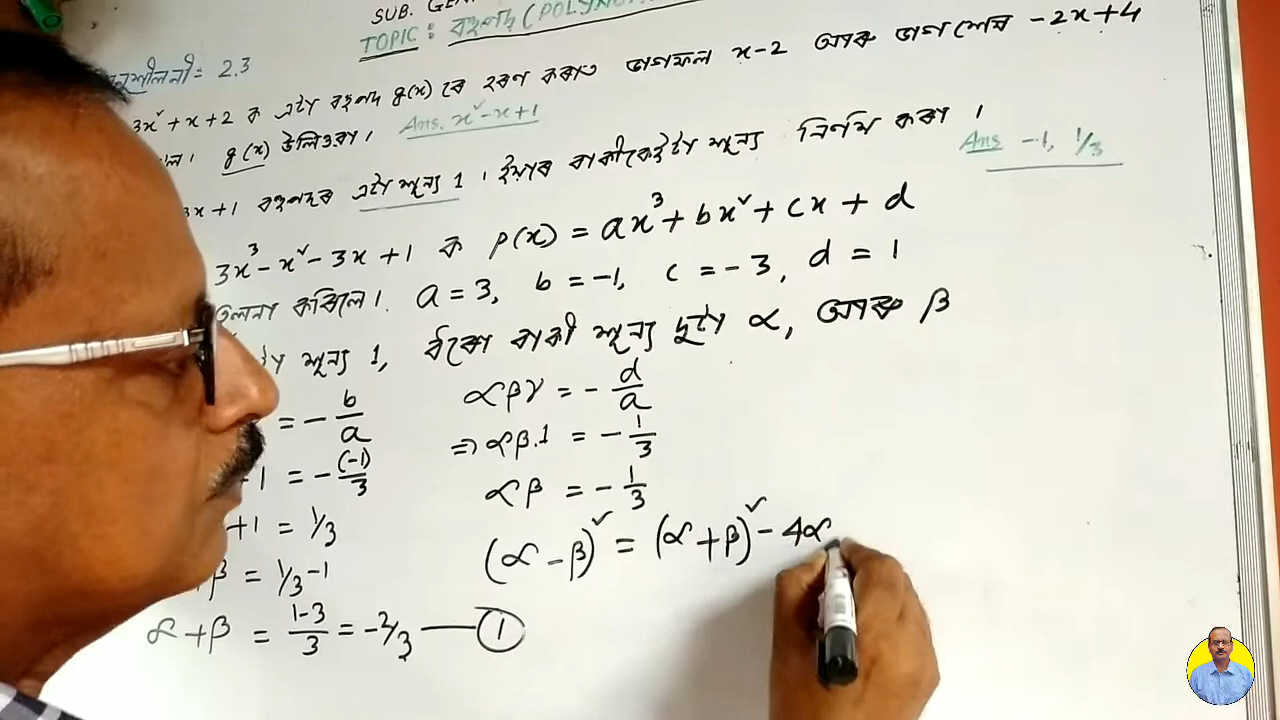 SUB. GE
TOPIC: বহুপদ (POLYNO
নুশীলনী = 2.3
3x² + x + 2 ক এটা বহুপদ g(x) ৰে হৰণ কৰাত ভাগফল x-2 আৰু ভাগশেষ -2x+4
g(x) উলিওৱা। Ans. x² - x + 1
3x+1 বহুপদৰ এটা শূন্য 1। ইয়াৰ বাকীকেইটা শূন্য নিৰ্ণয় কৰা।
Ans -1, 1/3
3x³ - x² - 3x + 1 ক p(x) = ax³ + bx² + cx + d
তুলনা কৰিলে। a = 3, b = -1, c = -3, d = 1
শূন্য 1, বাকী শূন্য দুটা α, আৰু β
= - b/a
αβγ = - d/a
1 = - (-1)/3
⇒ αβ.1 = - 1/3
+1 = 1/3
αβ = - 1/3
β = 1/3 - 1
(α - β)² = (α + β)² - 4α
α + β = 1-3/3 = -2/3 — ①